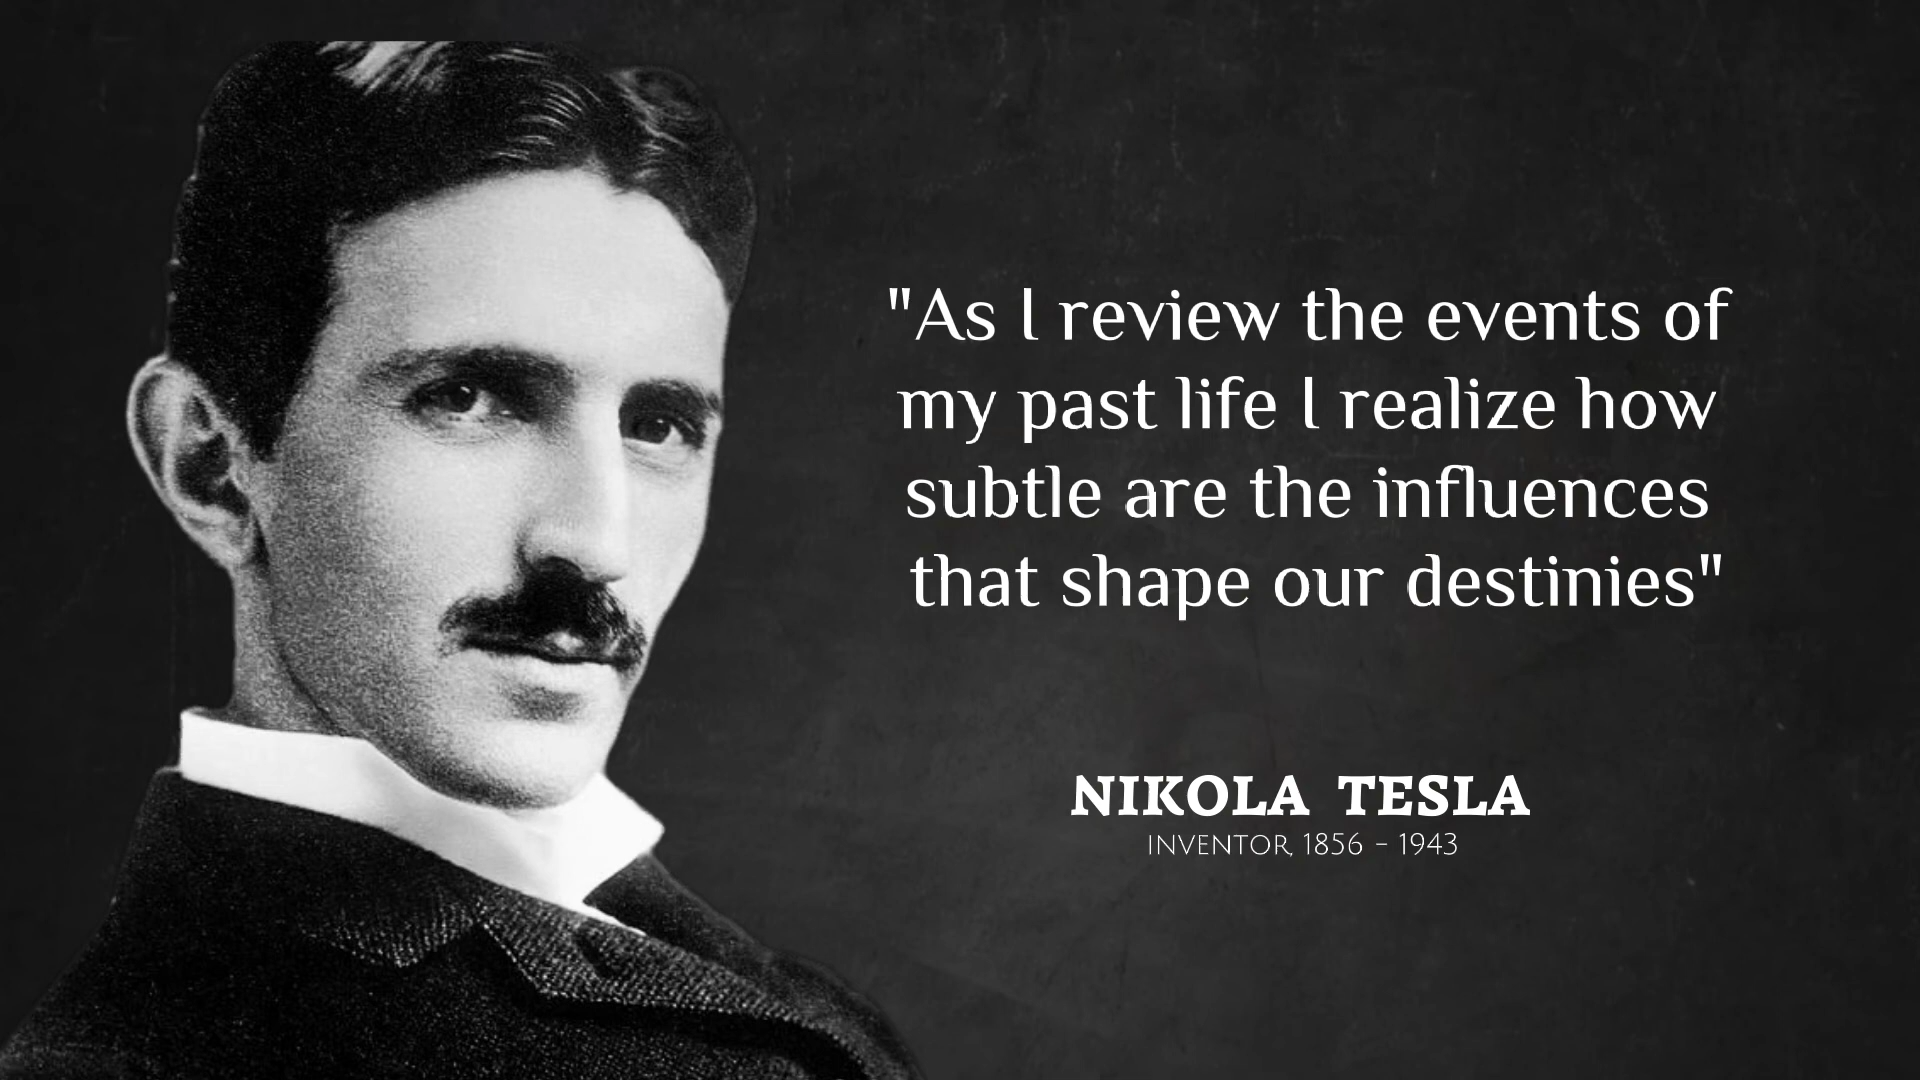 "As I review the events of
my past life I realize how
subtle are the influences
that shape our destinies"
NIKOLA TESLA
INVENTOR, 1856 - 1943